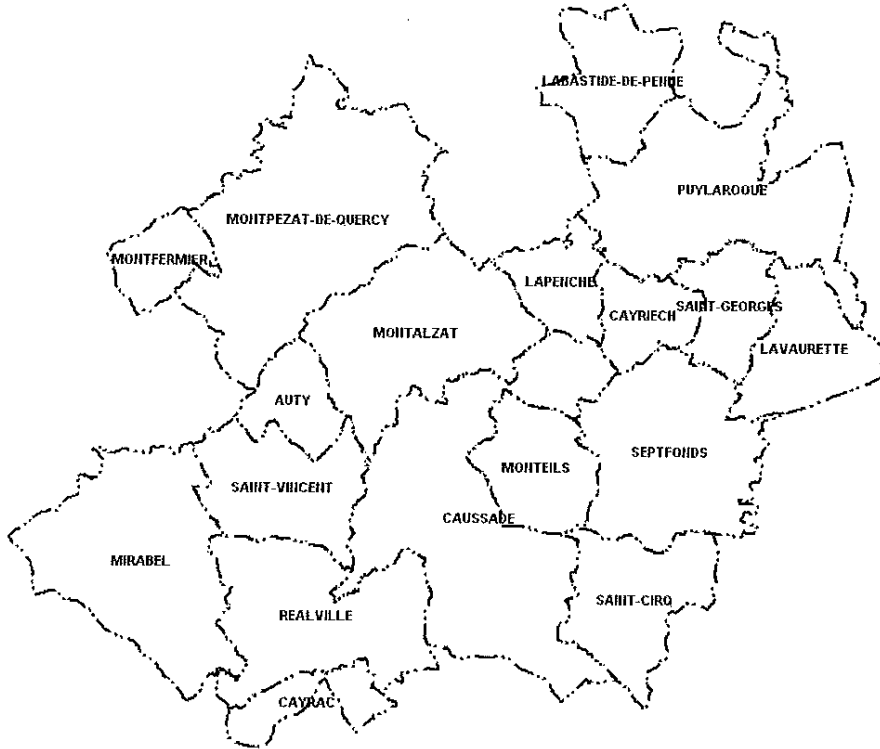 LABASTIDE-DE-PENNE
PUYLAROQUE
MONTPEZAT-DE-QUERCY
MONTFERMIER
LAPENCHE
SAINT-GEORGES
CAYRIECH
MONTALZAT
LAVAURETTE
AUTY
SEPTFONDS
MONTEILS
SAINT-VINCENT
CAUSSADE
MIRABEL
SAINT-CIRQ
REALVILLE
CAYRAC